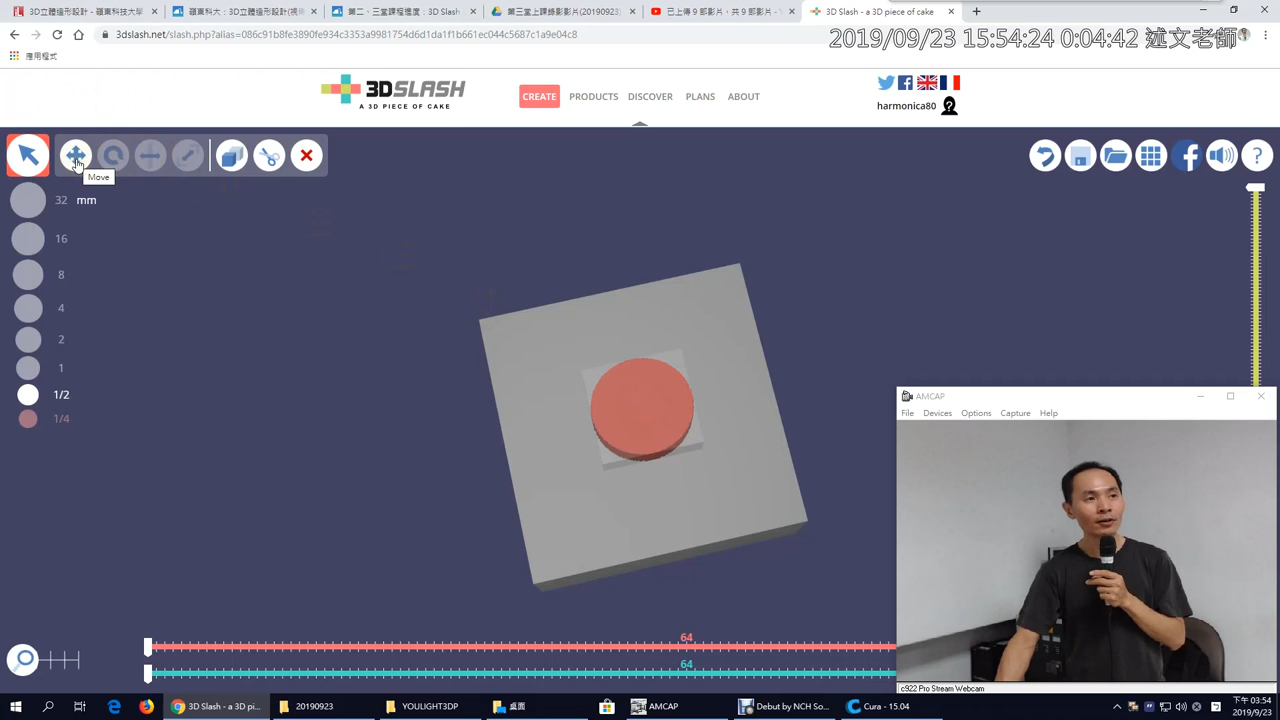 3D立體造形設計 - 嶺東科技大學
嶺東科大：3D立體造形設計(視傳
第二、三堂課程進度：3D Slash
第三堂上課錄影影片(20190923)
已上傳 9 部影片，共 9 部影片 -
3D Slash - a 3D piece of cake
3dslash.net/slash.php?alias=086c91b8fe3890fe934c3353a9981754d6d1da1f1b661ec044c5a24d9ec04c8
2019/09/23 15:54:24 0:04:42 述文老師
應用程式
3DSLASH
A 3D PIECE OF CAKE
CREATE
PRODUCTS
DISCOVER
PLANS
ABOUT
harmonica80
Move
32 mm
16
8
4
2
1
1/2
1/4
AMCAP
File Devices Options Capture Help
64
64
c922 Pro Stream Webcam
3D Slash - a 3D pi...
20190923
YOULIGHT3DP
桌面
AMCAP
Debut by NCH So...
Cura - 15.04
下午 03:54
2019/9/23